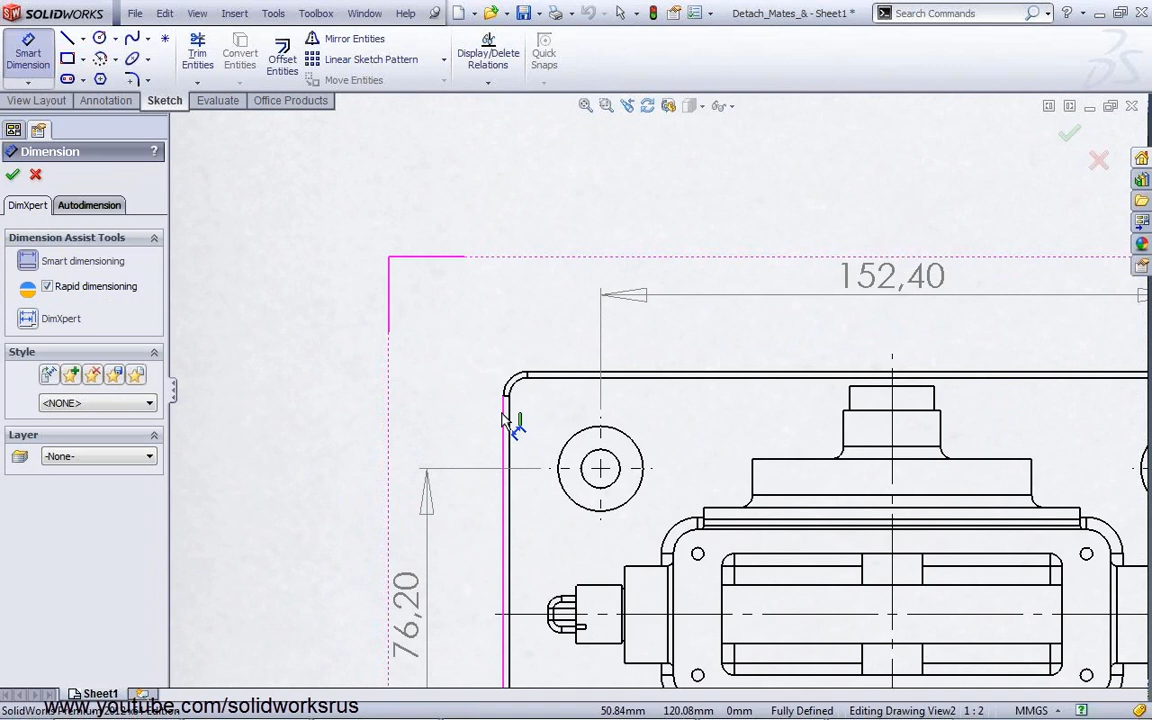 SOLIDWORKS File Edit View Insert Tools Toolbox Window Help Detach_Mates_& - Sheet1 * Search Commands
Smart Dimension
Trim Entities
Convert Entities
Offset Entities
Mirror Entities
Linear Sketch Pattern
Move Entities
Display/Delete Relations
Quick Snaps
View Layout Annotation Sketch Evaluate Office Products
Dimension ?
DimXpert Autodimension
Dimension Assist Tools
Smart dimensioning
Rapid dimensioning
DimXpert
Style
<NONE>
Layer
-None-
152,40
76,20
Sheet1
www.youtube.com/solidworksrus
50.84mm 120.08mm 0mm Fully Defined Editing Drawing View2 1 : 2 MMGS